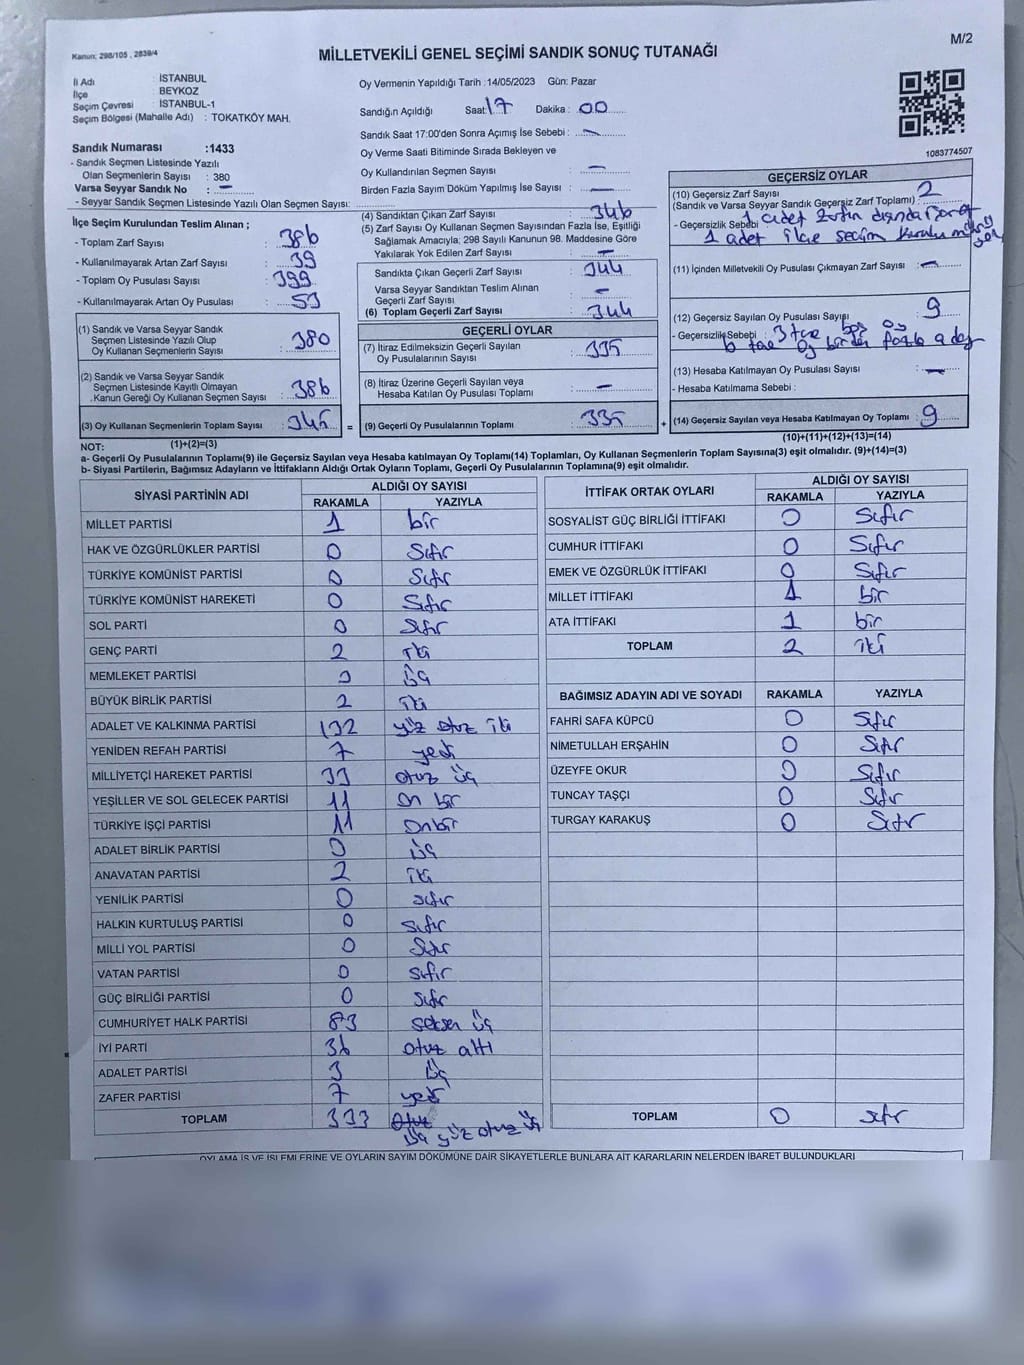 Kanun: 298/105 , 2839/4
MİLLETVEKİLİ GENEL SEÇİMİ SANDIK SONUÇ TUTANAĞI
M/2
İl Adı : İSTANBUL
İlçe : BEYKOZ
Seçim Çevresi : İSTANBUL-1
Seçim Bölgesi (Mahalle Adı) : TOKATKÖY MAH.
Sandık Numarası :1433
- Sandık Seçmen Listesinde Yazılı
Olan Seçmenlerin Sayısı : 380
Varsa Seyyar Sandık No : -
- Seyyar Sandık Seçmen Listesinde Yazılı Olan Seçmen Sayısı:
Oy Vermenin Yapıldığı Tarih :14/05/2023 Gün: Pazar
Sandığın Açıldığı Saat:17 Dakika : 00
Sandık Saat 17:00'den Sonra Açımış İse Sebebi : -
Oy Verme Saati Bitiminde Sırada Bekleyen ve
Oy Kullandırılan Seçmen Sayısı : -
Birden Fazla Sayım Döküm Yapılmış İse Sayısı : -
1083774507
İlçe Seçim Kurulundan Teslim Alınan ;
- Toplam Zarf Sayısı : 386
- Kullanılmayarak Artan Zarf Sayısı : 39
- Toplam Oy Pusulası Sayısı : 399
- Kullanılmayarak Artan Oy Pusulası : 53
(1) Sandık ve Varsa Seyyar Sandık
Seçmen Listesinde Yazılı Olup
Oy Kullanan Seçmenlerin Sayısı : 380
(2) Sandık ve Varsa Seyyar Sandık
Seçmen Listesinde Kayıtlı Olmayan
Kanun Gereği Oy Kullanan Seçmen Sayısı : 386
(3) Oy Kullanan Seçmenlerin Toplam Sayısı : 345 =
(1)+(2)=(3)
(4) Sandıktan Çıkan Zarf Sayısı : 346
(5) Zarf Sayısı Oy Kullanan Seçmen Sayısından Fazla İse, Eşitliği
Sağlamak Amacıyla; 298 Sayılı Kanunun 98. Maddesine Göre
Yakılarak Yok Edilen Zarf Sayısı : -
Sandıkta Çıkan Geçerli Zarf Sayısı : 344
Varsa Seyyar Sandıktan Teslim Alınan
Geçerli Zarf Sayısı : -
(6) Toplam Geçerli Zarf Sayısı : 344
GEÇERLİ OYLAR
(7) İtiraz Edilmeksizin Geçerli Sayılan
Oy Pusulalarının Sayısı : 335
(8) İtiraz Üzerine Geçerli Sayılan veya
Hesaba Katılan Oy Pusulası Toplamı : -
(9) Geçerli Oy Pusulalarının Toplamı : 335 +
GEÇERSİZ OYLAR
(10) Geçersiz Zarf Sayısı
(Sandık ve Varsa Seyyar Sandık Geçersiz Zarf Toplamı) : 2
- Geçersizlik Sebebi : 1 adet zarfın dışında
1 adet ilçe seçim kurulu
(11) İçinden Milletvekili Oy Pusulası Çıkmayan Zarf Sayısı : -
(12) Geçersiz Sayılan Oy Pusulası Sayısı : 9
- Geçersizlik Sebebi : 3 tane boş oy
6 tane birden fazla
(13) Hesaba Katılmayan Oy Pusulası Sayısı : -
- Hesaba Katılmama Sebebi :
(14) Geçersiz Sayılan veya Hesaba Katılmayan Oy Toplamı : 9
(10)+(11)+(12)+(13)=(14)
NOT:
a- Geçerli Oy Pusulasının Toplamı(9) ile Geçersiz Sayılan veya Hesaba Katılmayan Oy Toplamı(14) Toplamları, Oy Kullanan Seçmenlerin Toplam Sayısına(3) eşit olmalıdır. (9)+(14)=(3)
b- Siyasi Partilerin, Bağımsız Adayların ve İttifakların Aldığı Ortak Oyların Toplamı, Geçerli Oy Pusulalarının Toplamına(9) eşit olmalıdır.
SİYASİ PARTİNİN ADI ALDIĞI OY SAYISI
RAKAMLA YAZIYLA
MİLLET PARTİSİ 1 bir
HAK VE ÖZGÜRLÜKLER PARTİSİ 0 Sıfır
TÜRKİYE KOMÜNİST PARTİSİ 0 Sıfır
TÜRKİYE KOMÜNİST HAREKETİ 0 Sıfır
SOL PARTİ 0 Sıfır
GENÇ PARTİ 2 iki
MEMLEKET PARTİSİ 3 üç
BÜYÜK BİRLİK PARTİSİ 2 iki
ADALET VE KALKINMA PARTİSİ 132 yüz otuz iki
YENİDEN REFAH PARTİSİ 7 yedi
MİLLİYETÇİ HAREKET PARTİSİ 33 otuz üç
YEŞİLLER VE SOL GELECEK PARTİSİ 11 on bir
TÜRKİYE İŞÇİ PARTİSİ 11 Onbir
ADALET BİRLİK PARTİSİ 3 üç
ANAVATAN PARTİSİ 2 iki
YENİLİK PARTİSİ 0 sıfır
HALKIN KURTULUŞ PARTİSİ 0 sıfır
MİLLİ YOL PARTİSİ 0 Sıfır
VATAN PARTİSİ 0 sıfır
GÜÇ BİRLİĞİ PARTİSİ 0 Sıfır
CUMHURİYET HALK PARTİSİ 83 seksen üç
İYİ PARTİ 36 otuz altı
ADALET PARTİSİ 3 üç
ZAFER PARTİSİ 7 yedi
TOPLAM 333 üç yüz otuz üç
İTTİFAK ORTAK OYLARI ALDIĞI OY SAYISI
RAKAMLA YAZIYLA
SOSYALİST GÜÇ BİRLİĞİ İTTİFAKI 0 Sıfır
CUMHUR İTTİFAKI 0 Sıfır
EMEK VE ÖZGÜRLÜK İTTİFAKI 0 Sıfır
MİLLET İTTİFAKI 1 bir
ATA İTTİFAKI 1 bir
TOPLAM 2 iki
BAĞIMSIZ ADAYIN ADI VE SOYADI RAKAMLA YAZIYLA
FAHRİ SAFA KÜPCÜ 0 Sıfır
NİMETULLAH ERŞAHİN 0 Sıfır
ÜZEYFE OKUR 0 Sıfır
TUNCAY TAŞÇI 0 Sıfır
TURGAY KARAKUŞ 0 Sıfır
TOPLAM 0 sıfır
OYLAMA İŞ VE İŞLEMLERİNE VE OYLARIN SAYIM DÖKÜMÜNE DAİR ŞİKAYETLERLE BUNLARA AİT KARARLARIN NELERDEN İBARET BULUNDUKLARI